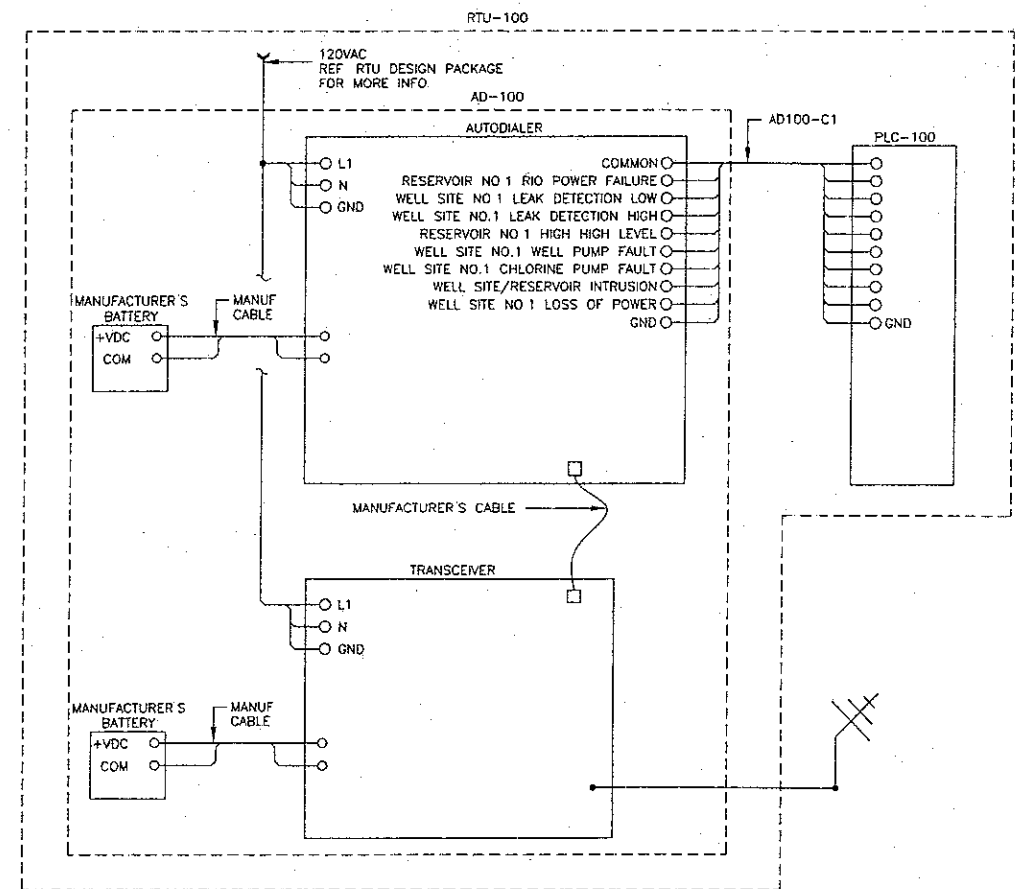 RTU-100
120VAC
REF RTU DESIGN PACKAGE
FOR MORE INFO.
AD-100
AUTODIALER
AD100-C1
PLC-100
L1
N
GND
COMMON
RESERVOIR NO 1 RIO POWER FAILURE
WELL SITE NO 1 LEAK DETECTION LOW
WELL SITE NO.1 LEAK DETECTION HIGH
RESERVOIR NO 1 HIGH HIGH LEVEL
WELL SITE NO.1 WELL PUMP FAULT
WELL SITE NO.1 CHLORINE PUMP FAULT
WELL SITE/RESERVOIR INTRUSION
WELL SITE NO 1 LOSS OF POWER
GND
GND
MANUFACTURER'S
BATTERY
MANUF
CABLE
+VDC
COM
MANUFACTURER'S CABLE
TRANSCEIVER
L1
N
GND
MANUFACTURER S
BATTERY
MANUF
CABLE
+VDC
COM